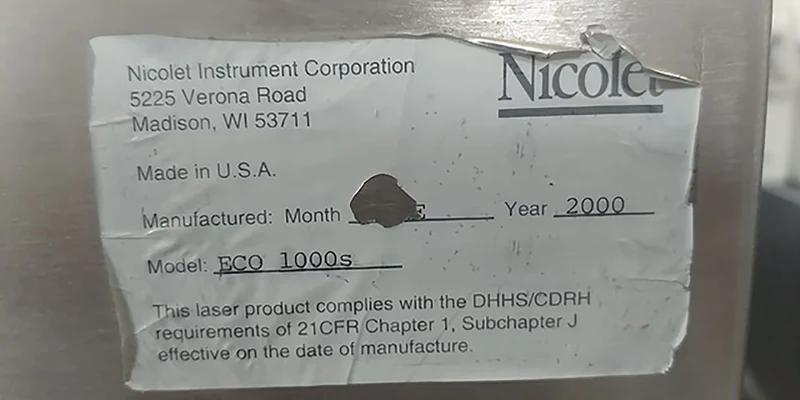 Nicolet Instrument Corporation
5225 Verona Road
Madison, WI 53711
Nicolet
Made in U.S.A.
Manufactured: Month Year 2000
Model: ECO 1000s
This laser product complies with the DHHS/CDRH
requirements of 21CFR Chapter 1, Subchapter J
effective on the date of manufacture.